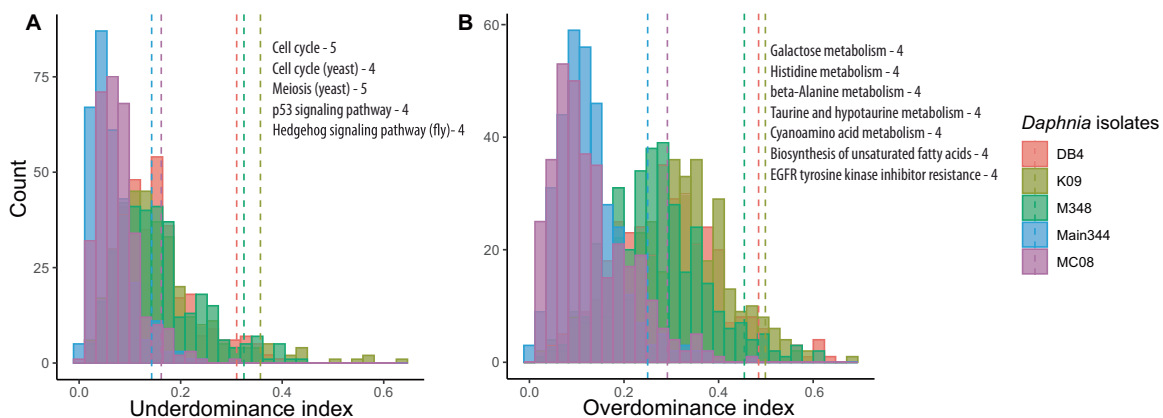 A
Cell cycle - 5
Cell cycle (yeast) - 4
Meiosis (yeast) - 5
p53 signaling pathway - 4
Hedgehog signaling pathway (fly) - 4
Count
75
50
25
0
0.0 0.2 0.4 0.6
Underdominance index
B
Galactose metabolism - 4
Histidine metabolism - 4
beta-Alanine metabolism - 4
Taurine and hypotaurine metabolism - 4
Cyanoamino acid metabolism - 4
Biosynthesis of unsaturated fatty acids - 4
EGFR tyrosine kinase inhibitor resistance - 4
60
40
20
0
0.0 0.2 0.4 0.6
Overdominance index
Daphnia isolates
DB4
K09
M348
Main344
MC08